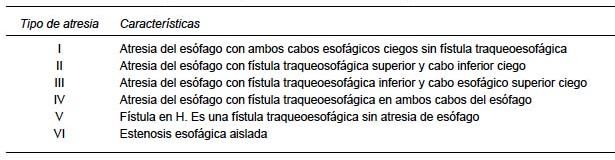 Tipo de atresia Características
I Atresia del esófago con ambos cabos esofágicos ciegos sin fístula traqueoesofágica
II Atresia del esófago con fístula traqueosofágica superior y cabo inferior ciego
III Atresia del esófago con fístula traqueoesofágica inferior y cabo esofágico superior ciego
IV Atresia del esófago con fístula traqueoesofágica en ambos cabos del esófago
V Fístula en H. Es una fístula traqueoesofágica sin atresia de esófago
VI Estenosis esofágica aislada